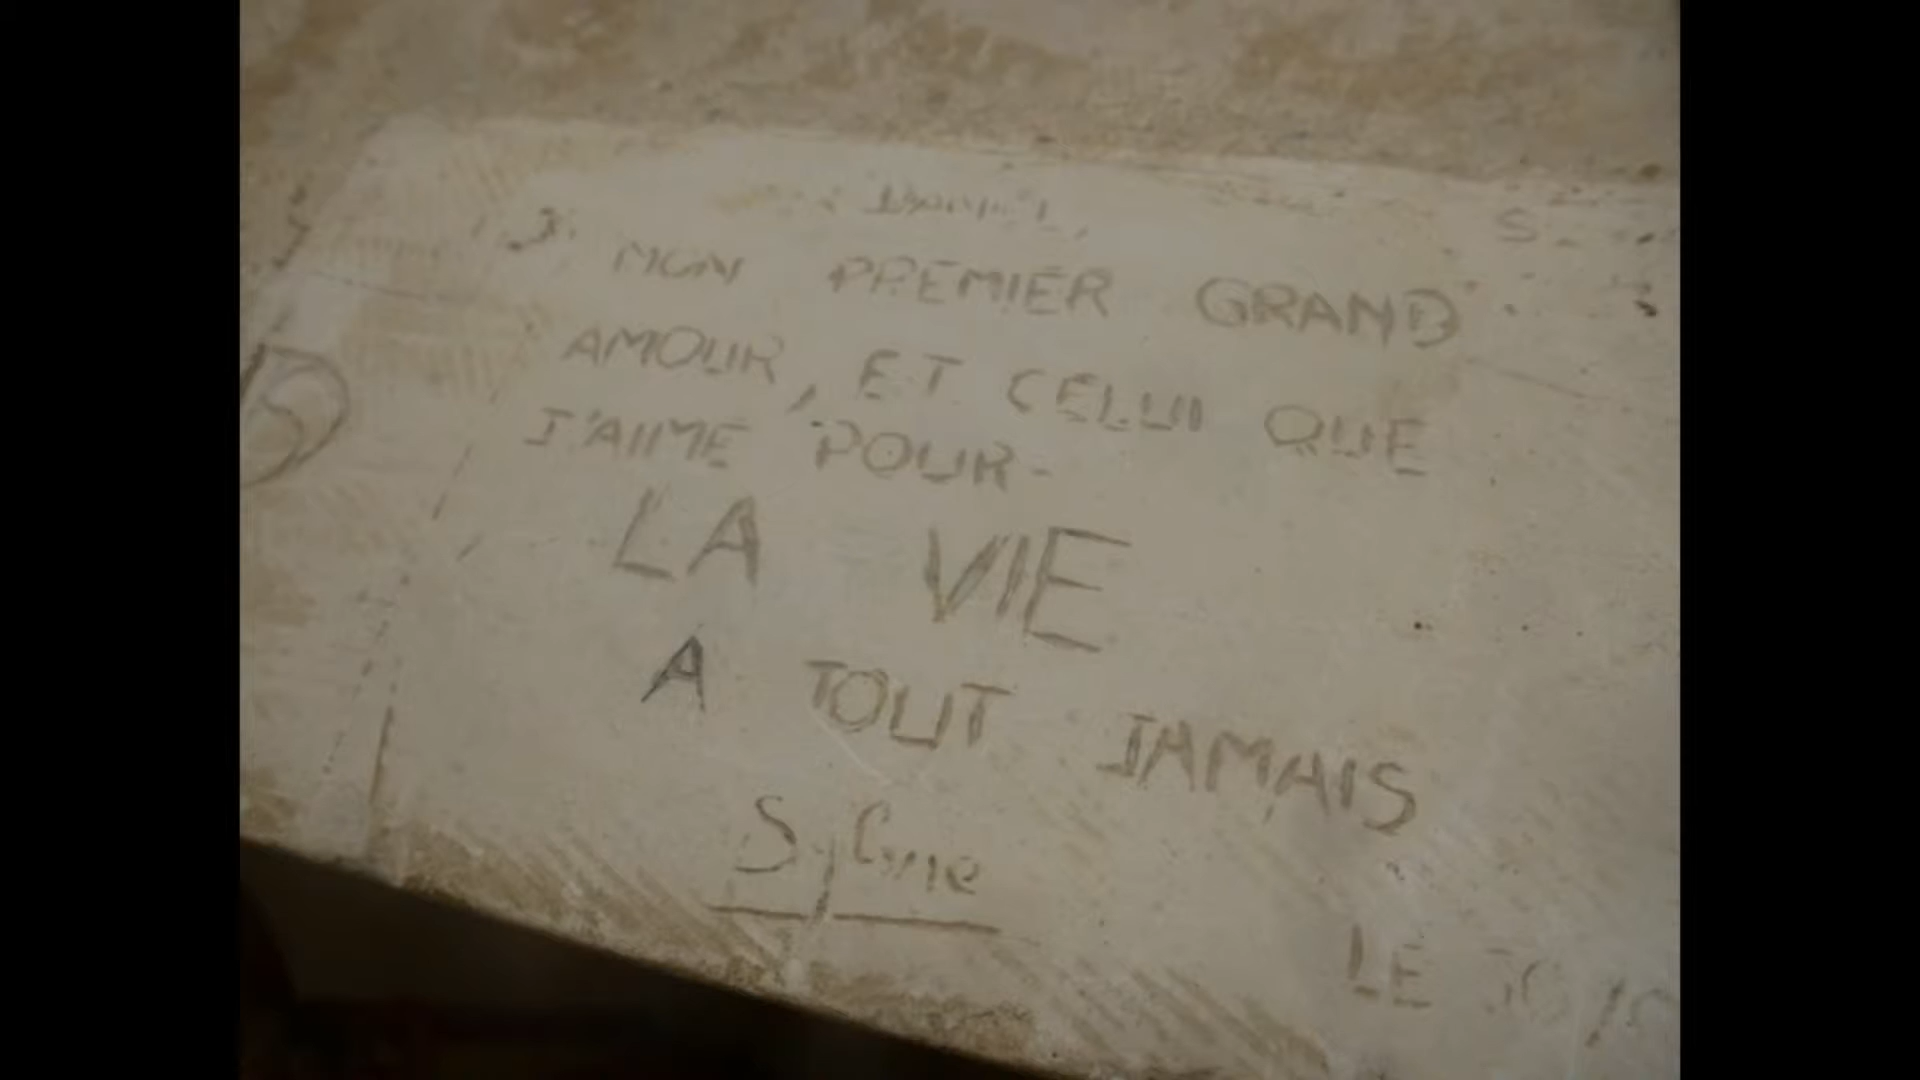 MON PREMIER GRAND
AMOUR, ET CELUI QUE
J'AIME POUR-
LA VIE
A TOUT JAMAIS
Sylvie
LE